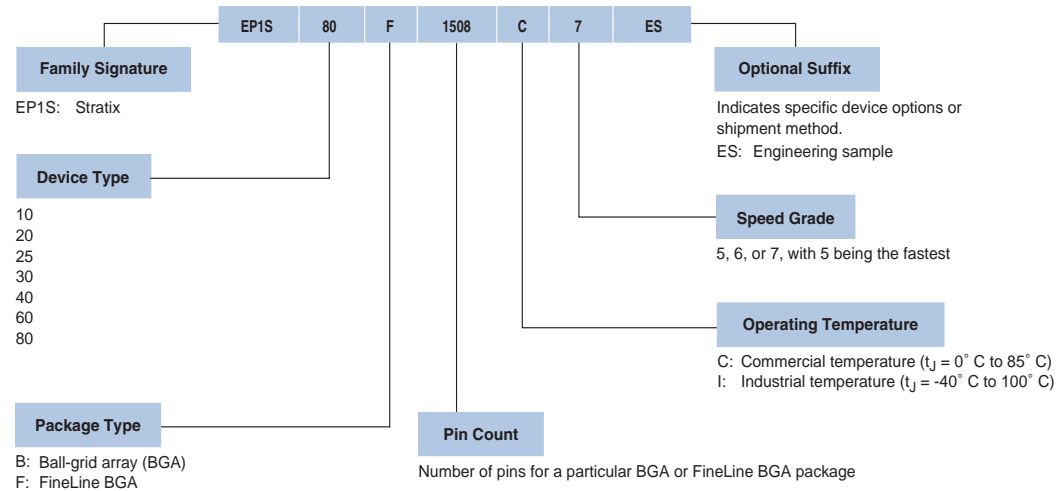 EP1S 80 F 1508 C 7 ES
Family Signature
EP1S: Stratix
Device Type
10
20
25
30
40
60
80
Package Type
B: Ball-grid array (BGA)
F: FineLine BGA
Pin Count
Number of pins for a particular BGA or FineLine BGA package
Optional Suffix
Indicates specific device options or
shipment method.
ES: Engineering sample
Speed Grade
5, 6, or 7, with 5 being the fastest
Operating Temperature
C: Commercial temperature (tJ = 0° C to 85° C)
I: Industrial temperature (tJ = -40° C to 100° C)